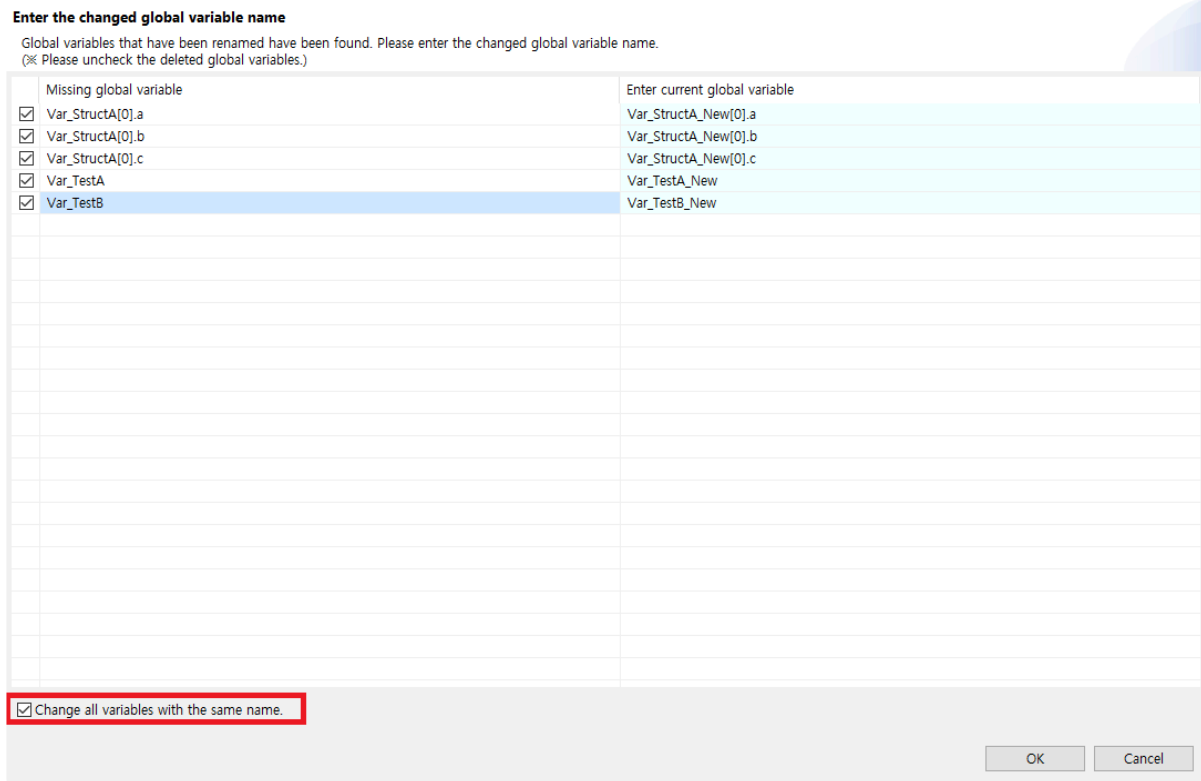 Enter the changed global variable name
Global variables that have been renamed have been found. Please enter the changed global variable name.
(※ Please uncheck the deleted global variables.)
Missing global variable Enter current global variable
Var_StructA[0].a Var_StructA_New[0].a
Var_StructA[0].b Var_StructA_New[0].b
Var_StructA[0].c Var_StructA_New[0].c
Var_TestA Var_TestA_New
Var_TestB Var_TestB_New
Change all variables with the same name.
OK Cancel